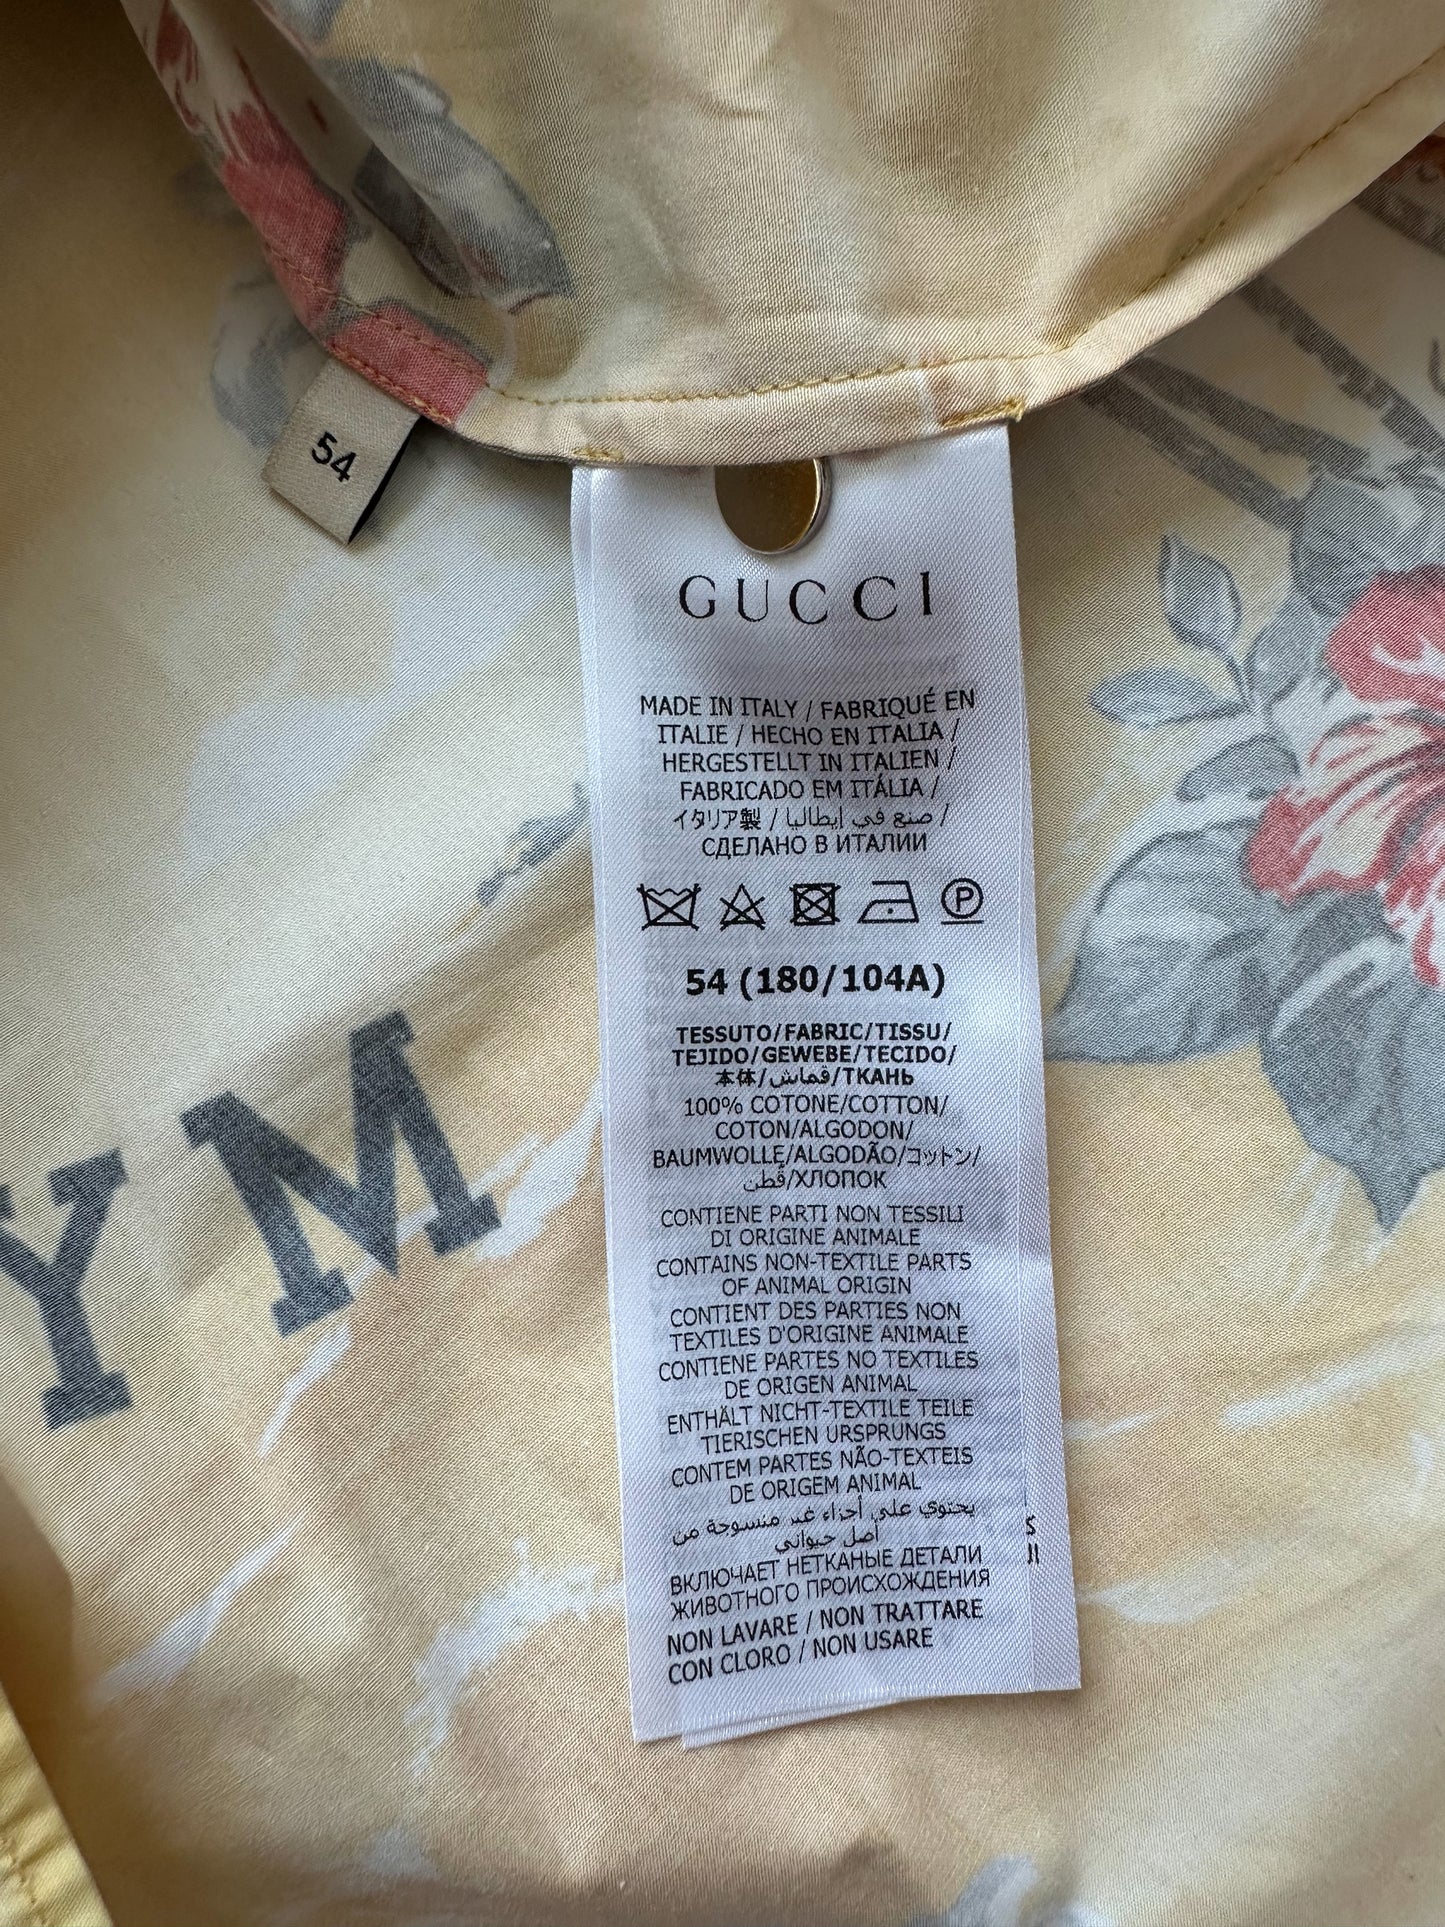 54
GUCCI
MADE IN ITALY / FABRIQUÉ EN
ITALIE / HECHO EN ITALIA /
HERGESTELLT IN ITALIEN /
FABRICADO EM ITÁLIA /
イタリア製 / صنع في إيطاليا /
СДЕЛАНО В ИТАЛИИ
P
54 (180/104A)
TESSUTO/FABRIC/TISSU/
TEJIDO/GEWEBE/TECIDO/
本体/قماش/ТКАНЬ
100% COTONE/COTTON/
COTON/ALGODON/
BAUMWOLLE/ALGODÃO/コットン/
قطن/ХЛОПОК
CONTIENE PARTI NON TESSILI
DI ORIGINE ANIMALE
CONTAINS NON-TEXTILE PARTS
OF ANIMAL ORIGIN
CONTIENT DES PARTIES NON
TEXTILES D'ORIGINE ANIMALE
CONTIENE PARTES NO TEXTILES
DE ORIGEN ANIMAL
ENTHÄLT NICHT-TEXTILE TEILE
TIERISCHEN URSPRUNGS
CONTEM PARTES NÃO-TEXTEIS
DE ORIGEM ANIMAL
يحتوي على أجزاء غير منسوجة من
أصل حيواني
ВКЛЮЧАЕТ НЕТКАНЫЕ ДЕТАЛИ
ЖИВОТНОГО ПРОИСХОЖДЕНИЯ
NON LAVARE / NON TRATTARE
CON CLORO / NON USARE
YM